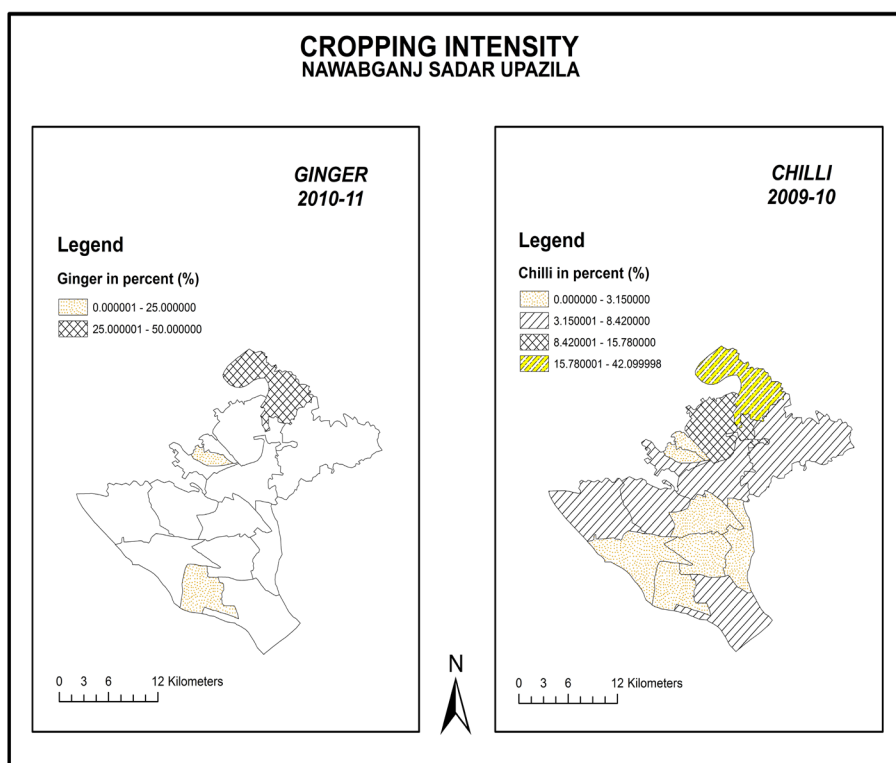 CROPPING INTENSITY
NAWABGANJ SADAR UPAZILA
GINGER
2010-11
Legend
Ginger in percent (%)
0.000001 - 25.000000
25.000001 - 50.000000
0 3 6 12 Kilometers
CHILLI
2009-10
Legend
Chilli in percent (%)
0.000000 - 3.150000
3.150001 - 8.420000
8.420001 - 15.780000
15.780001 - 42.099998
0 3 6 12 Kilometers
N